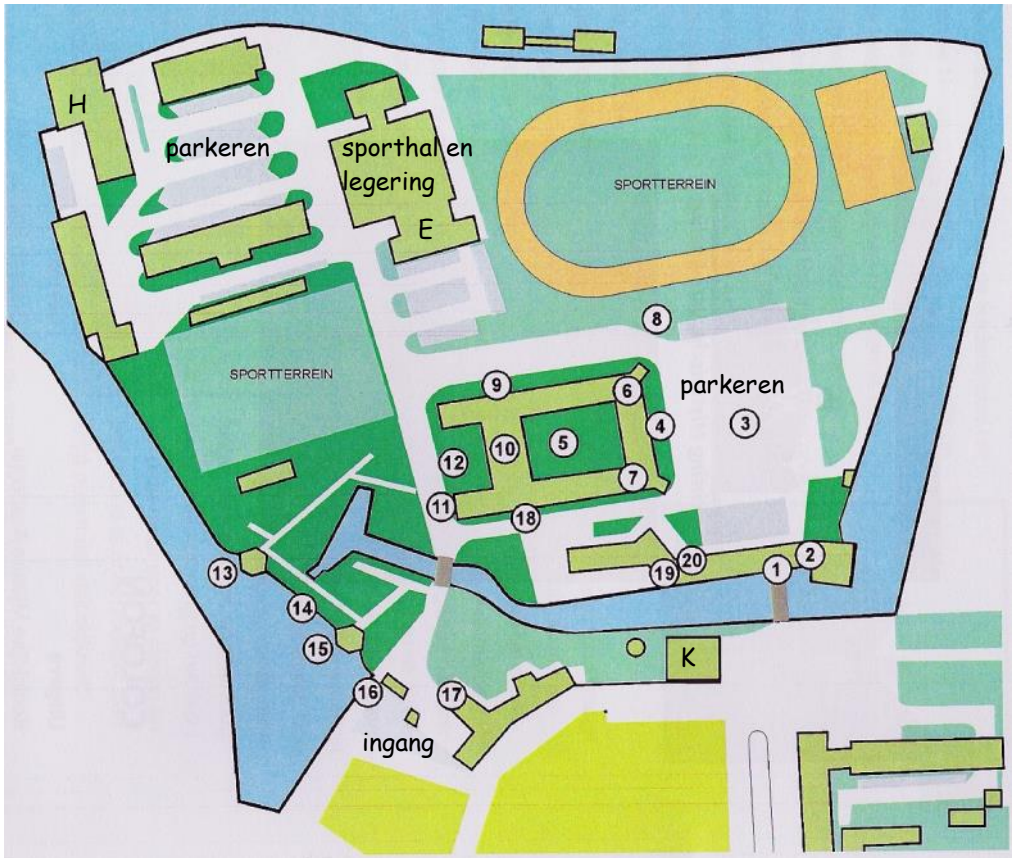 H
parkeren
sporthal en
legering
E
SPORTTERREIN
8
parkeren
SPORTTERREIN
9
6
3
4
5
10
12
7
11
18
2
20
1
19
13
14
15
K
16
17
ingang